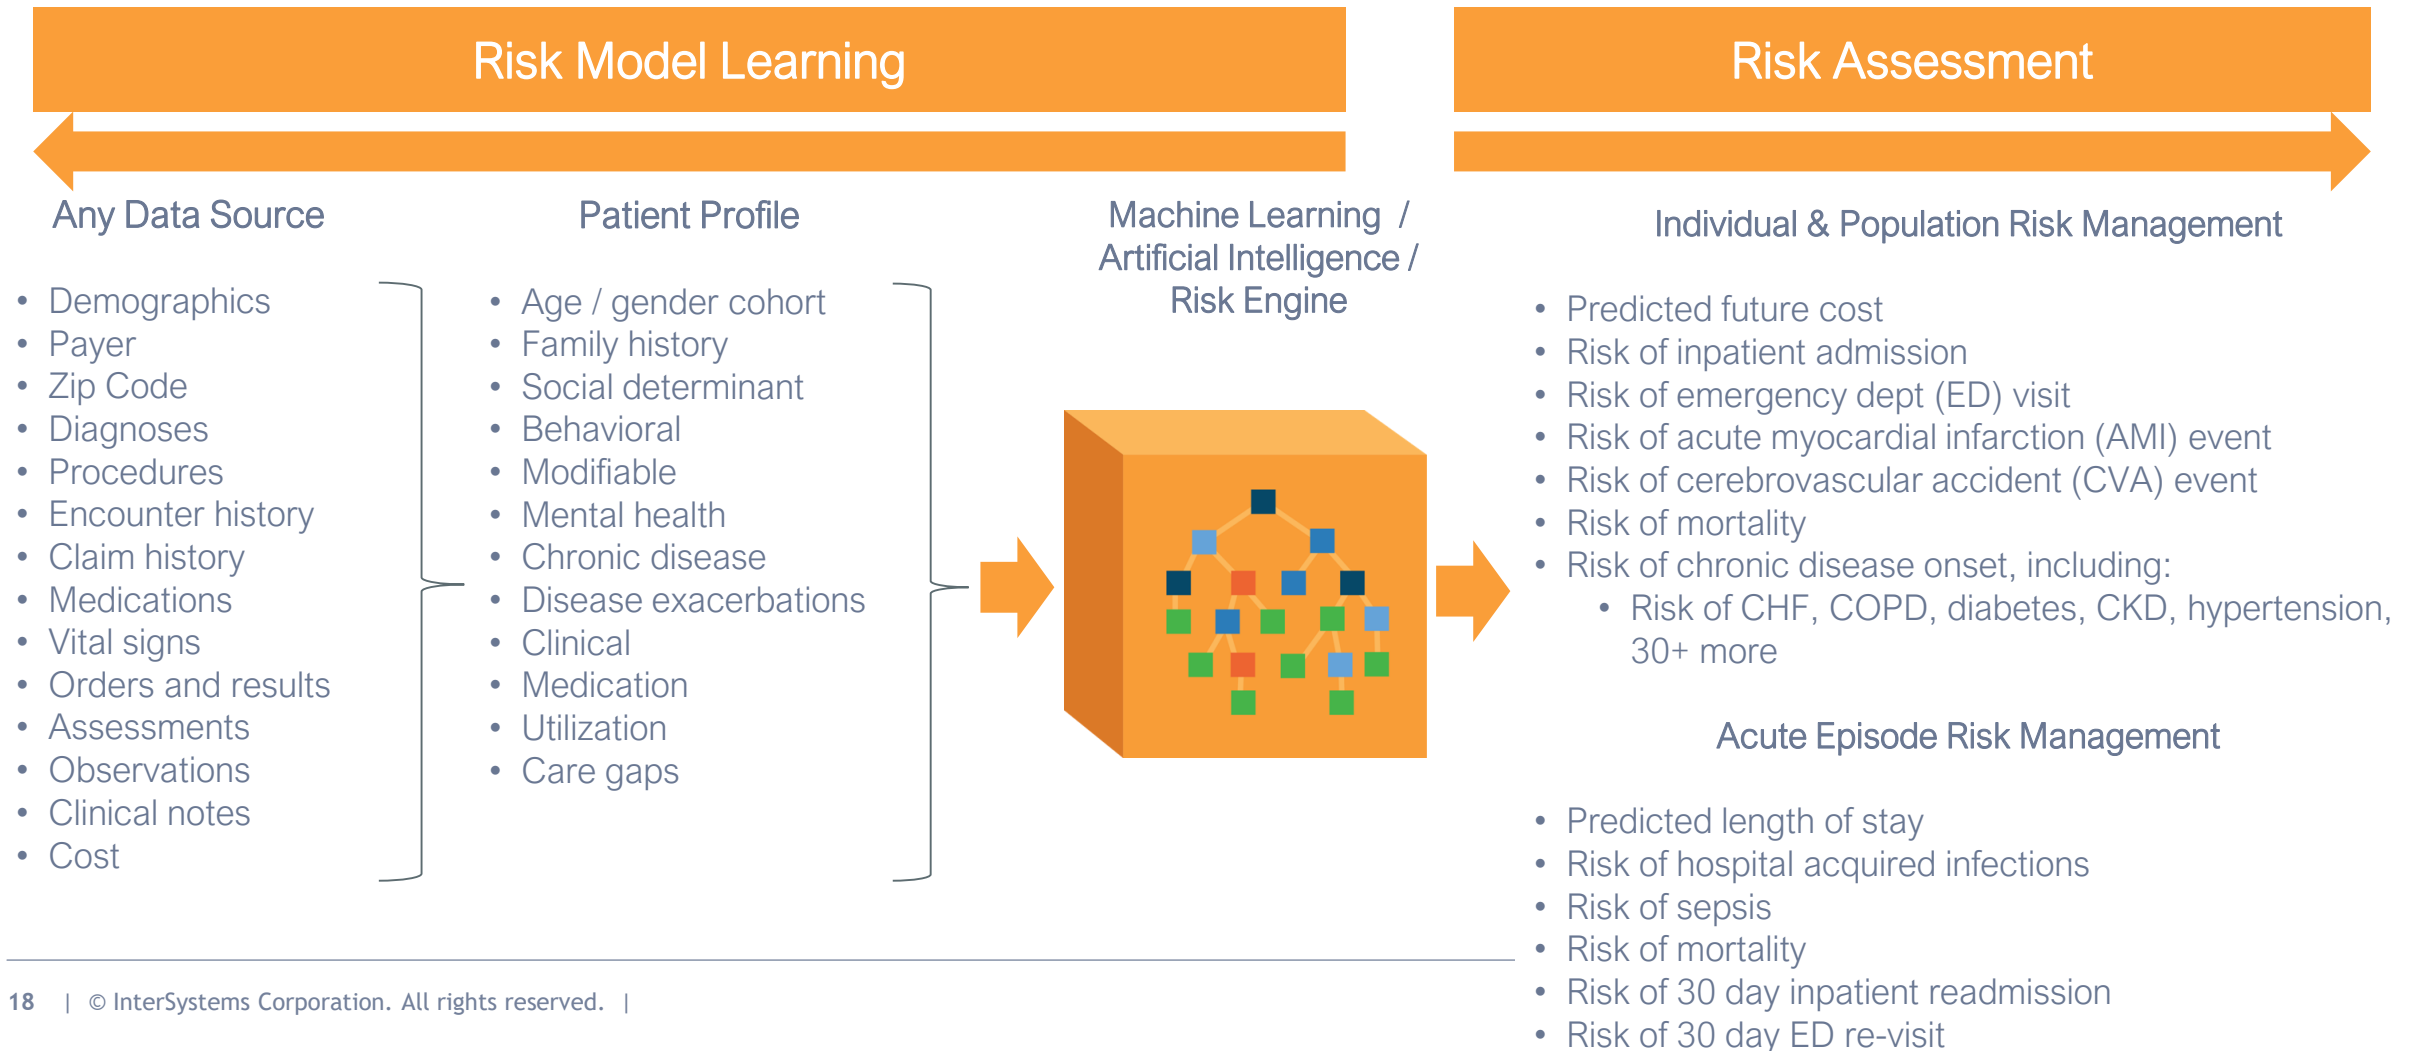 Risk Model Learning
Risk Assessment
Any Data Source
• Demographics
• Payer
• Zip Code
• Diagnoses
• Procedures
• Encounter history
• Claim history
• Medications
• Vital signs
• Orders and results
• Assessments
• Observations
• Clinical notes
• Cost
Patient Profile
• Age / gender cohort
• Family history
• Social determinant
• Behavioral
• Modifiable
• Mental health
• Chronic disease
• Disease exacerbations
• Clinical
• Medication
• Utilization
• Care gaps
Machine Learning /
Artificial Intelligence /
Risk Engine
Individual & Population Risk Management
• Predicted future cost
• Risk of inpatient admission
• Risk of emergency dept (ED) visit
• Risk of acute myocardial infarction (AMI) event
• Risk of cerebrovascular accident (CVA) event
• Risk of mortality
• Risk of chronic disease onset, including:
• Risk of CHF, COPD, diabetes, CKD, hypertension,
30+ more
Acute Episode Risk Management
• Predicted length of stay
• Risk of hospital acquired infections
• Risk of sepsis
• Risk of mortality
• Risk of 30 day inpatient readmission
• Risk of 30 day ED re-visit
18 | © InterSystems Corporation. All rights reserved. |